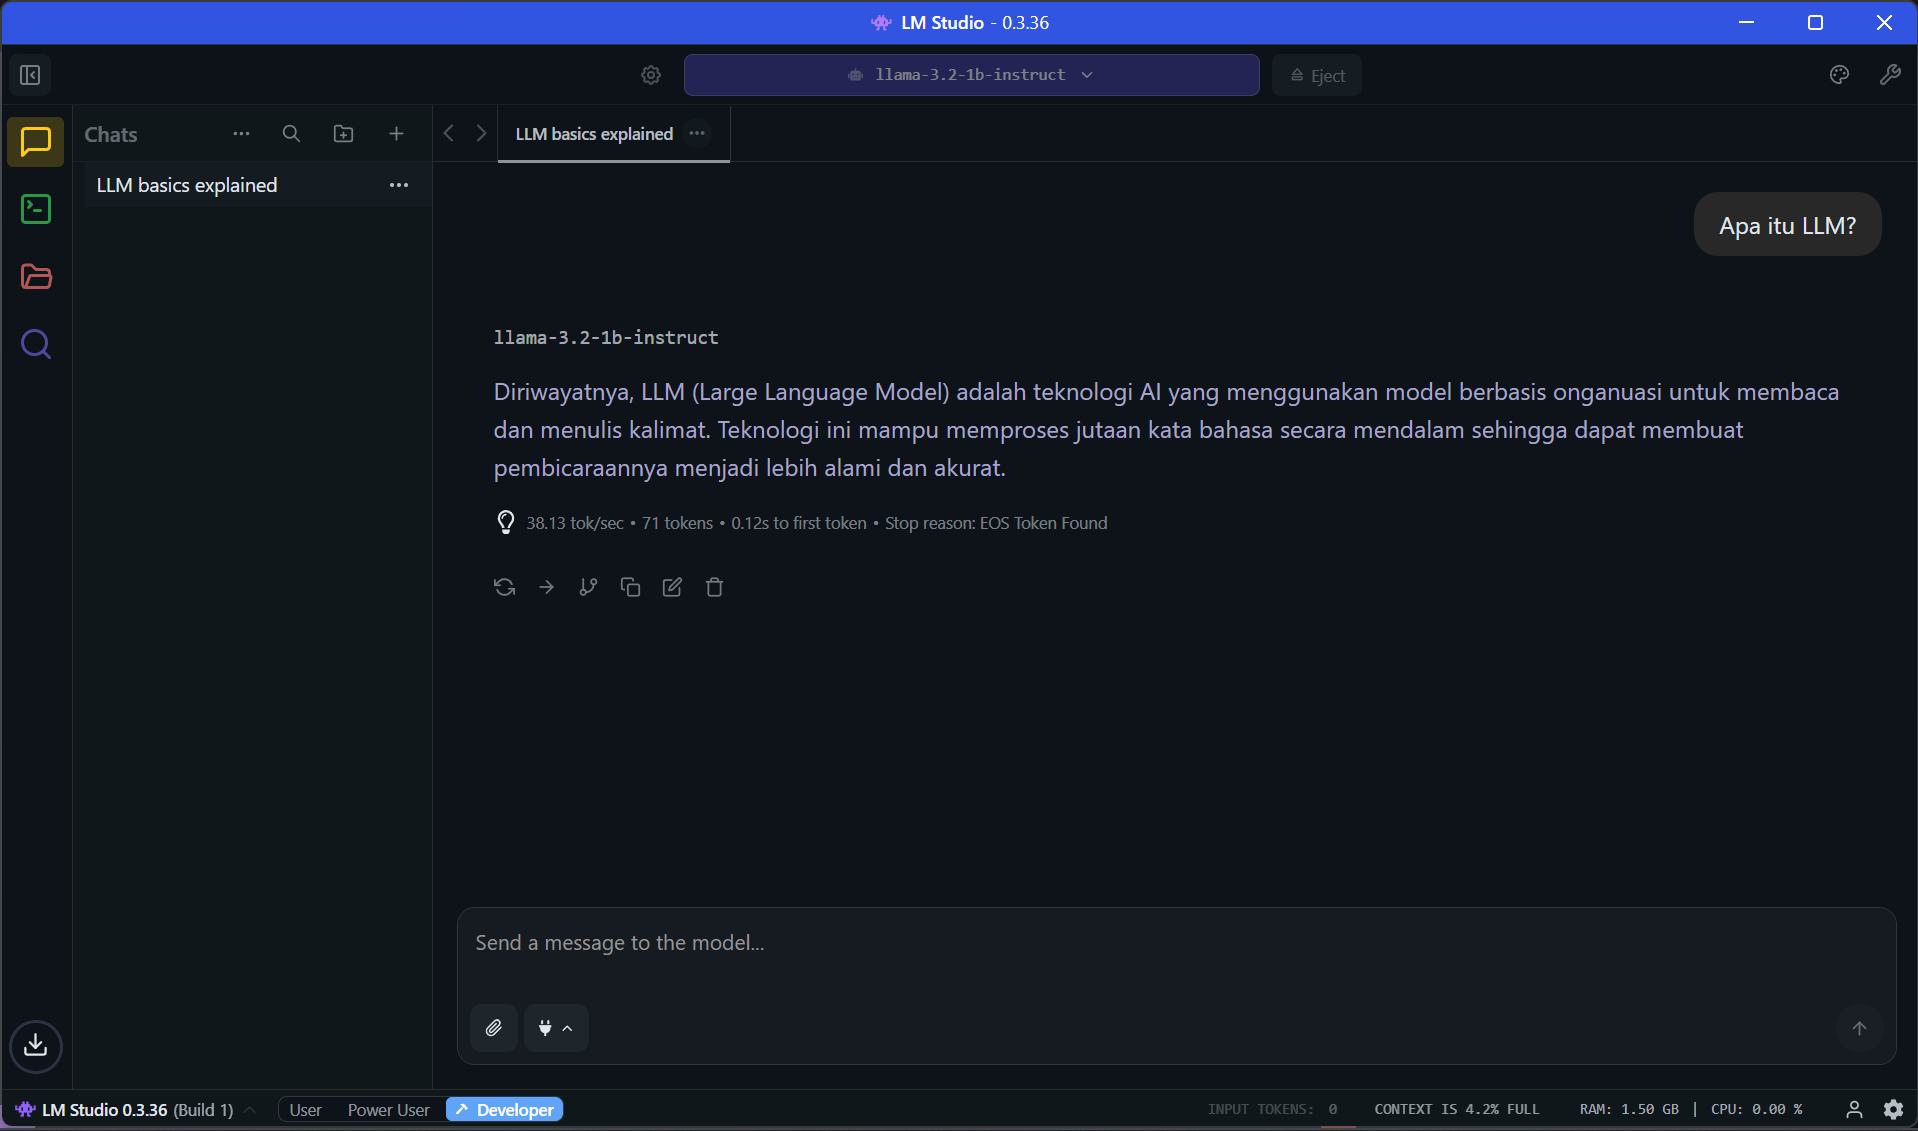 LM Studio - 0.3.36
llama-3.2-1b-instruct
Eject
Chats
LLM basics explained
LLM basics explained
Apa itu LLM?
llama-3.2-1b-instruct
Diriwayatnya, LLM (Large Language Model) adalah teknologi AI yang menggunakan model berbasis onganuasi untuk membaca
dan menulis kalimat. Teknologi ini mampu memproses jutaan kata bahasa secara mendalam sehingga dapat membuat
pembicaraannya menjadi lebih alami dan akurat.
38.13 tok/sec • 71 tokens • 0.12s to first token • Stop reason: EOS Token Found
Send a message to the model...
LM Studio 0.3.36 (Build 1)
User Power User Developer
INPUT TOKENS: 0 CONTEXT IS 4.2% FULL RAM: 1.50 GB | CPU: 0.00 %